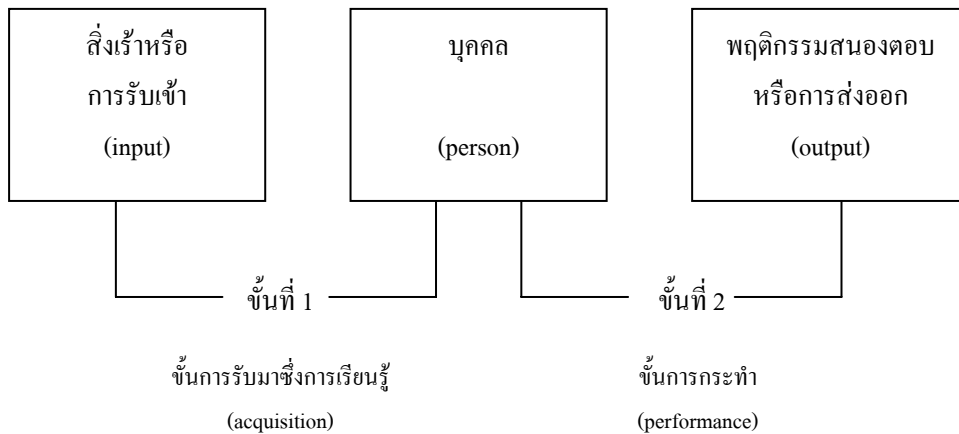 สิ่งเร้าหรือ
การรับเข้า
(input)
บุคคล
(person)
พฤติกรรมสนองตอบ
หรือการส่งออก
(output)
ขั้นที่ 1
ขั้นที่ 2
ขั้นการรับมาซึ่งการเรียนรู้
(acquisition)
ขั้นการกระทำ
(performance)